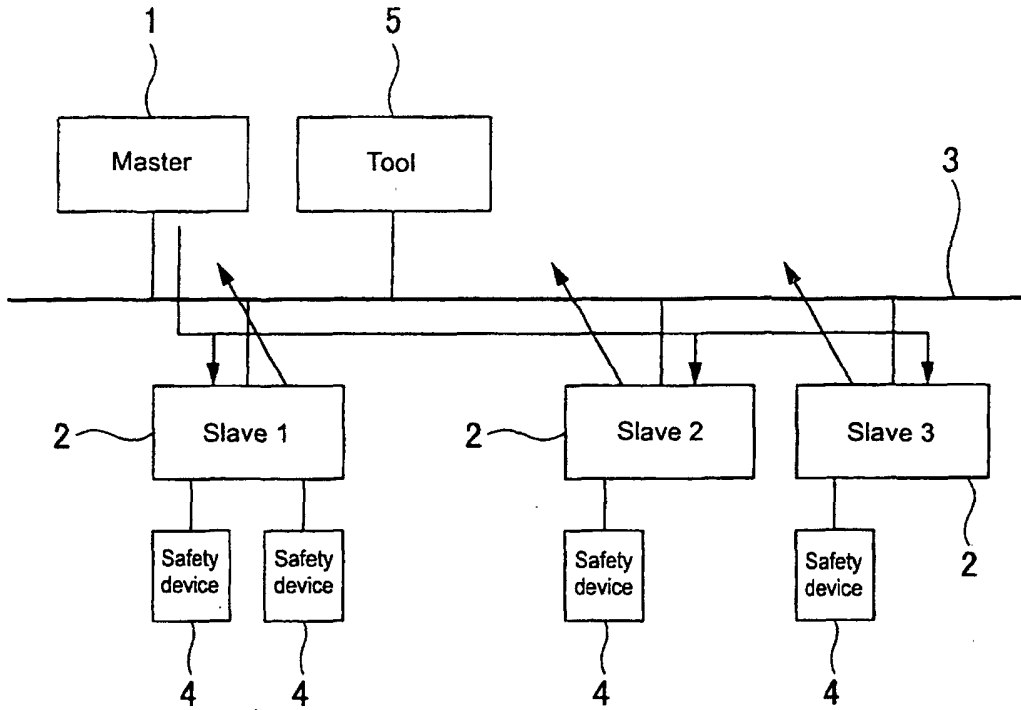 1
5
Master
Tool
3
2
Slave 1
2
Slave 2
Slave 3
2
Safety
device
Safety
device
Safety
device
Safety
device
4
4
4
4